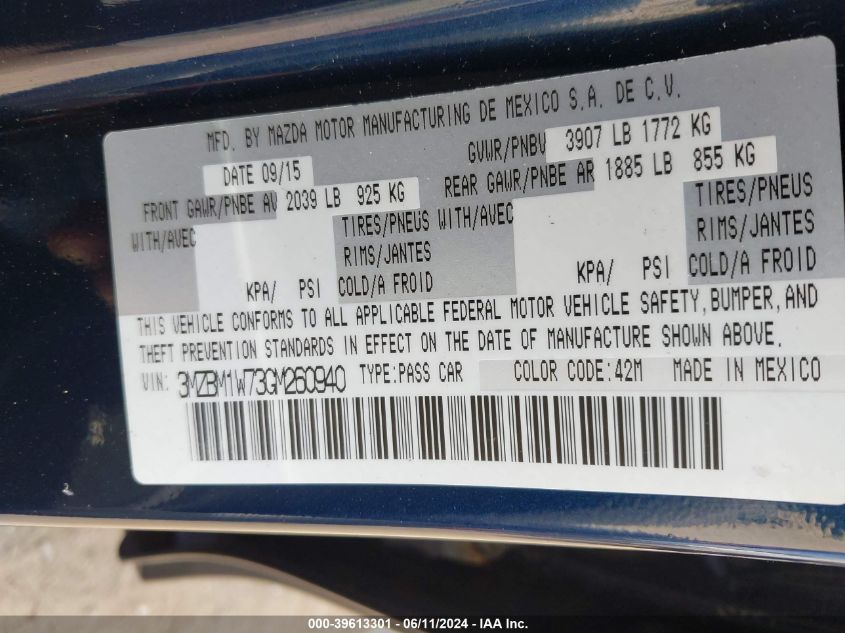 MFD. BY MAZDA MOTOR MANUFACTURING DE MEXICO S.A. DE C.V.
DATE 09/15 GVWR/PNBV 3907 LB 1772 KG
FRONT GAWR/PNBE AV 2039 LB 925 KG REAR GAWR/PNBE AR 1885 LB 855 KG
WITH/AVEC TIRES/PNEUS WITH/AVEC TIRES/PNEUS
RIMS/JANTES RIMS/JANTES
KPA/ PSI COLD/A FROID KPA/ PSI COLD/A FROID
THIS VEHICLE CONFORMS TO ALL APPLICABLE FEDERAL MOTOR VEHICLE SAFETY, BUMPER, AND
THEFT PREVENTION STANDARDS IN EFFECT ON THE DATE OF MANUFACTURE SHOWN ABOVE.
VIN: 3MZBM1W73GM260940 TYPE:PASS CAR COLOR CODE:42M MADE IN MEXICO
000-39613301 - 06/11/2024 - IAA Inc.